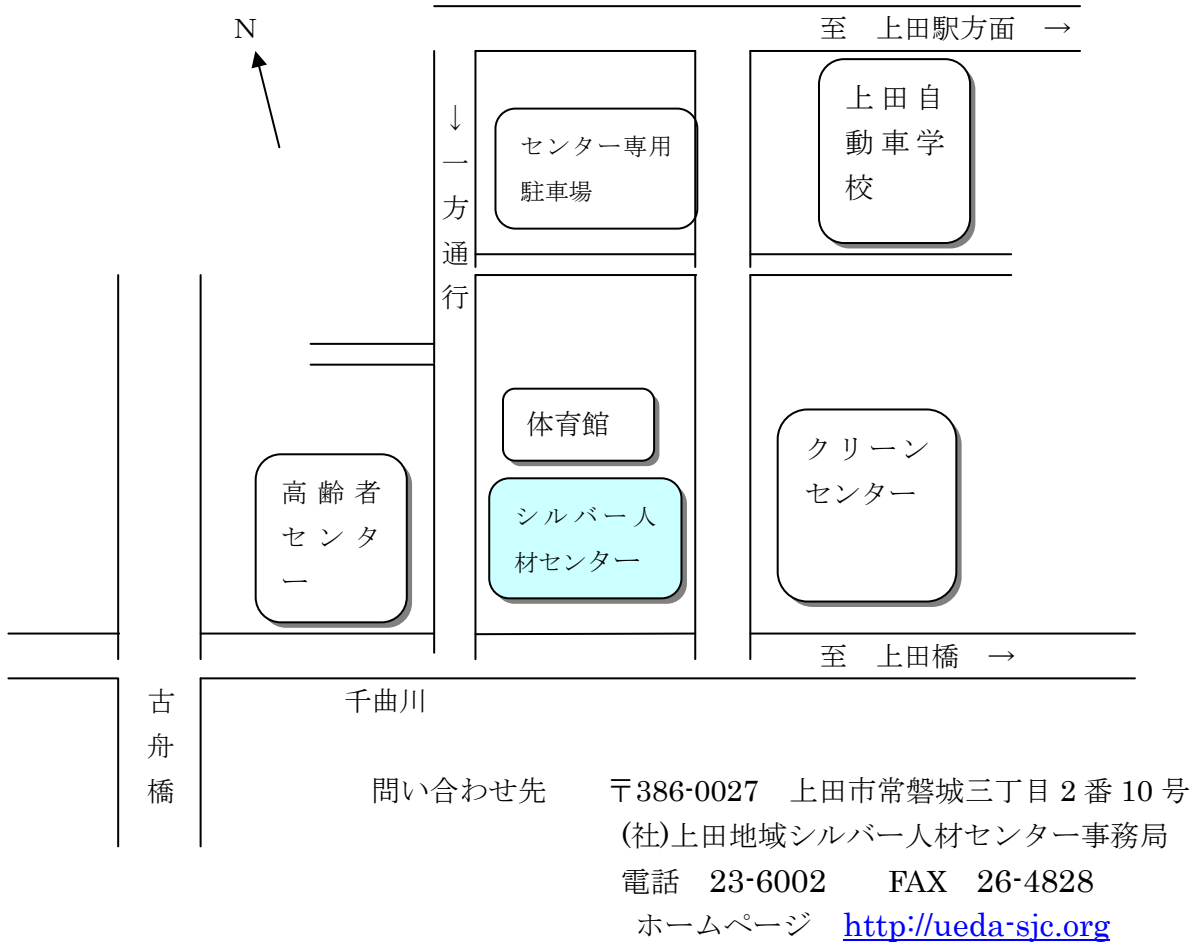 N
至 上田駅方面 →
↓一方通行
センター専用
駐車場
上田自
動車学
校
体育館
シルバー人
材センター
高齢者
センタ
ー
クリーン
センター
至 上田橋 →
古舟橋
千曲川
問い合わせ先 〒386-0027 上田市常磐城三丁目2番10号
(社)上田地域シルバー人材センター事務局
電話 23-6002 FAX 26-4828
ホームページ http://ueda-sjc.org